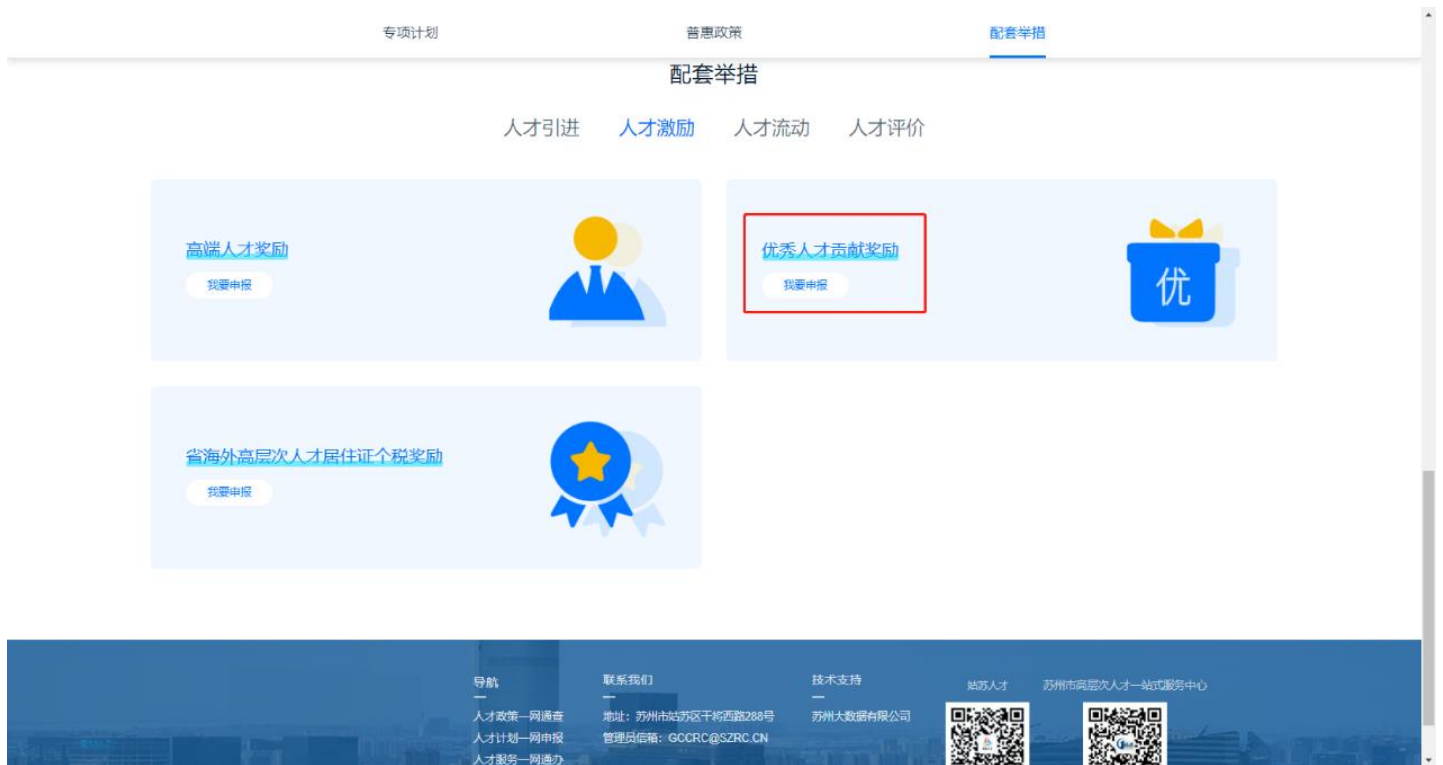 专项计划
普惠政策
配套举措
配套举措
人才引进
人才激励
人才流动
人才评价
高端人才奖励
我要申报
优秀人才贡献奖励
我要申报
优
省海外高层次人才居住证个税奖励
我要申报
导航
人才政策一网通查
人才计划一网申报
人才服务一网通办
联系我们
地址：苏州市姑苏区干将西路288号
管理员信箱：GCCRC@SZRC.CN
技术支持
苏州大数据有限公司
姑苏人才
苏州市高层次人才一站式服务中心